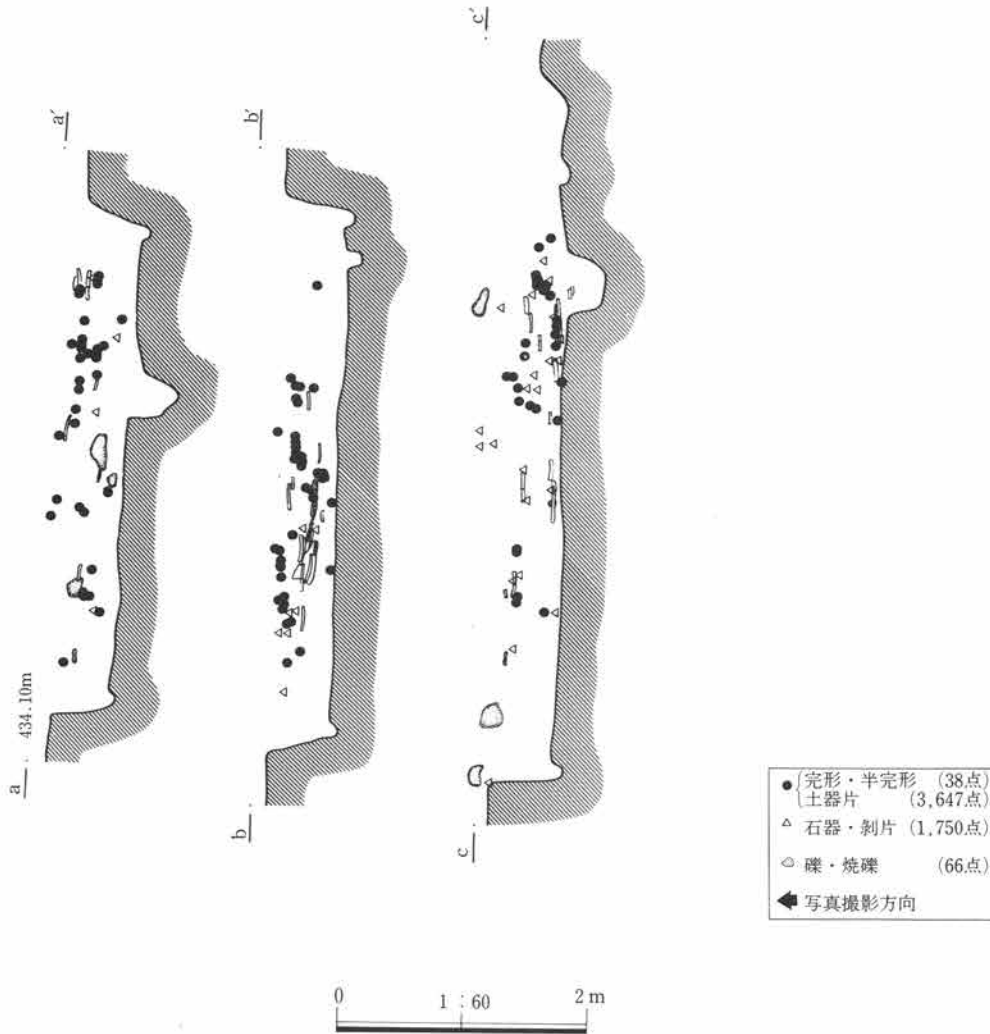 a'
b'
c'
a
434.10m
b
c
● 完形・半完形 (38点)
土器片 (3,647点)
△ 石器・剥片 (1,750点)
礫・焼礫 (66点)
写真撮影方向
0 1 : 60 2 m